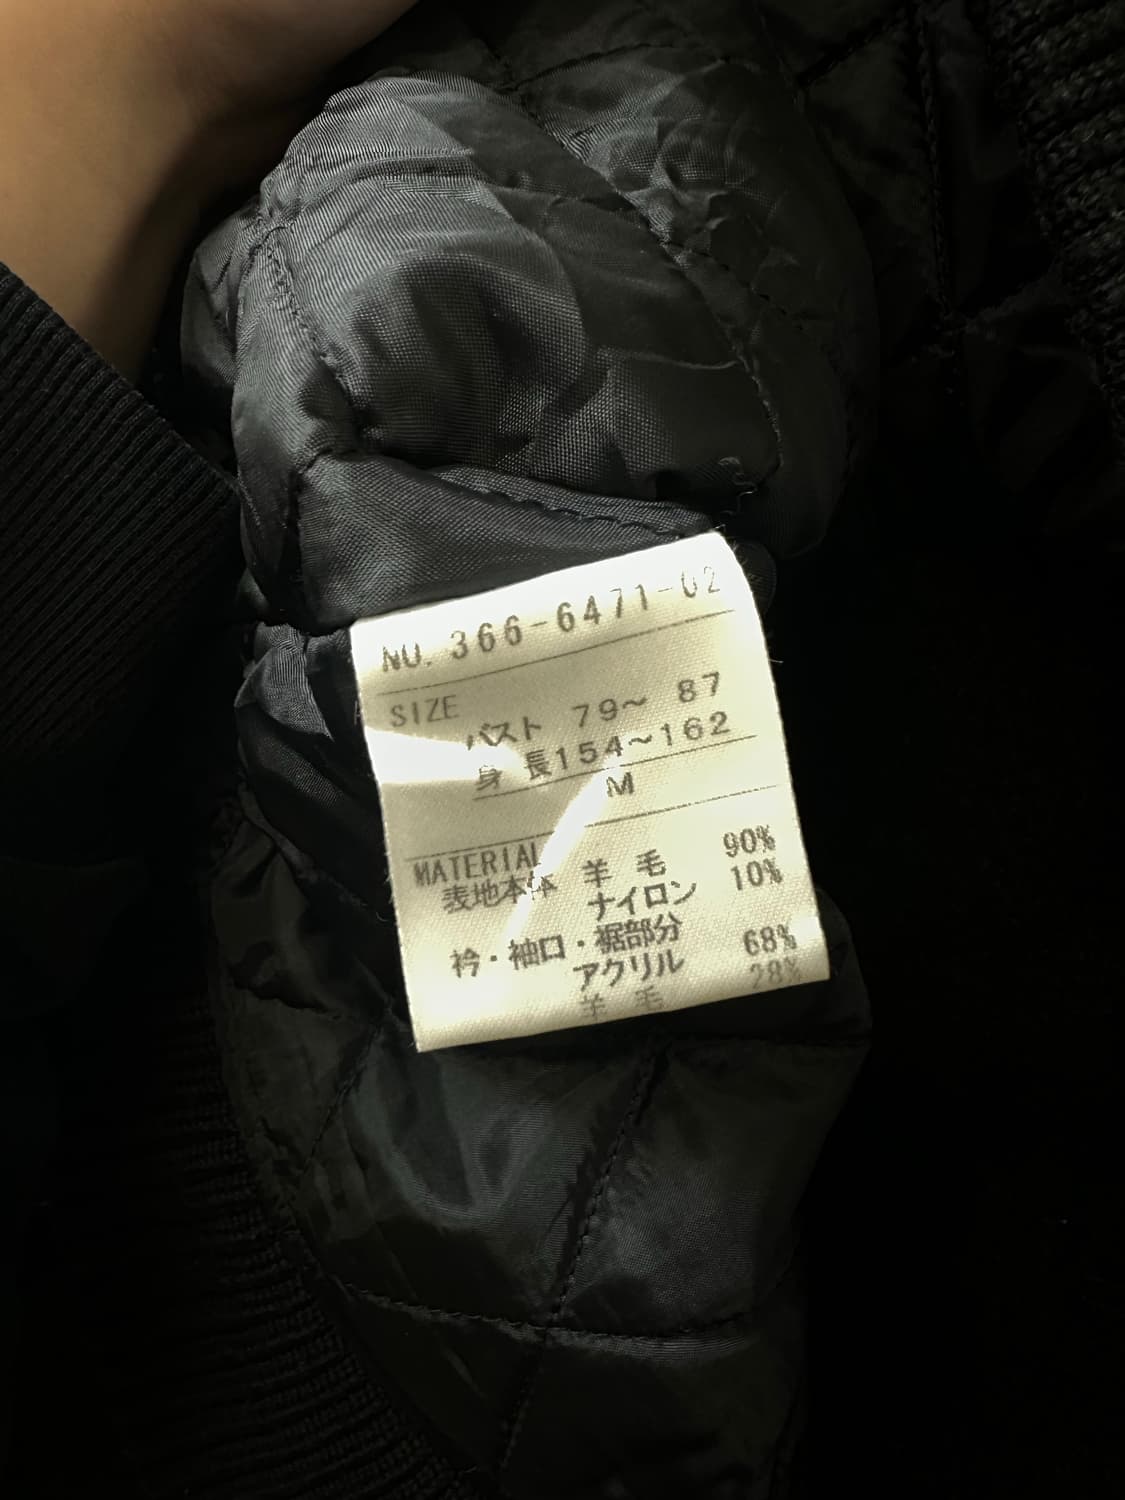 NO. 366-6471-02
SIZE
バスト 79〜 87
身 長154〜162
M
MATERIAL
表地本体 羊 毛 90%
ナイロン 10%
衿・袖口・裾部分
アクリル 68%
羊 毛 28%